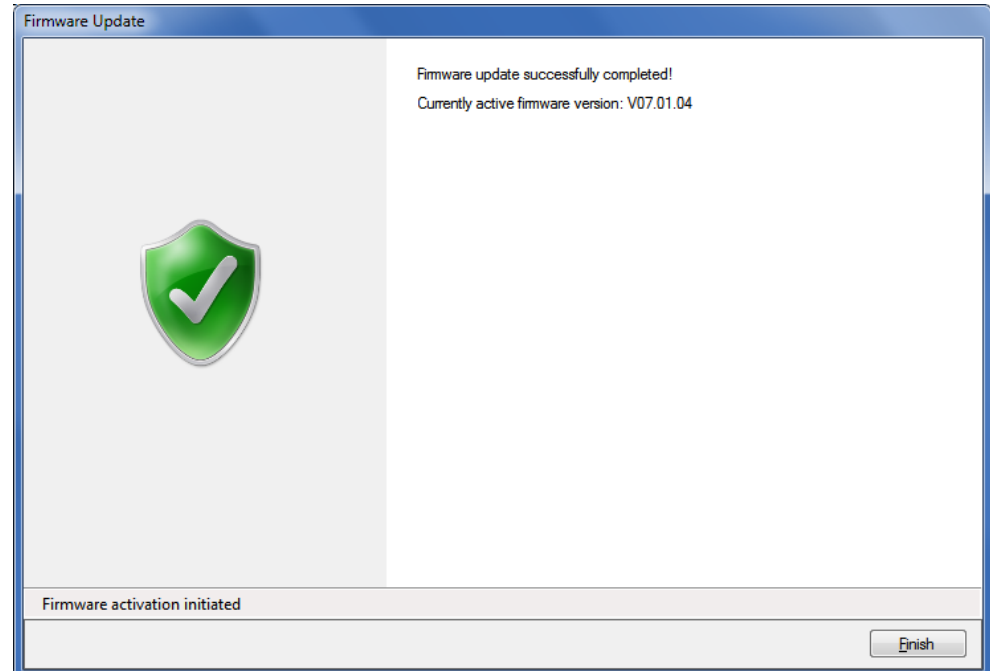 Firmware Update
Firmware update successfully completed!
Currently active firmware version: V07.01.04
Firmware activation initiated
Finish